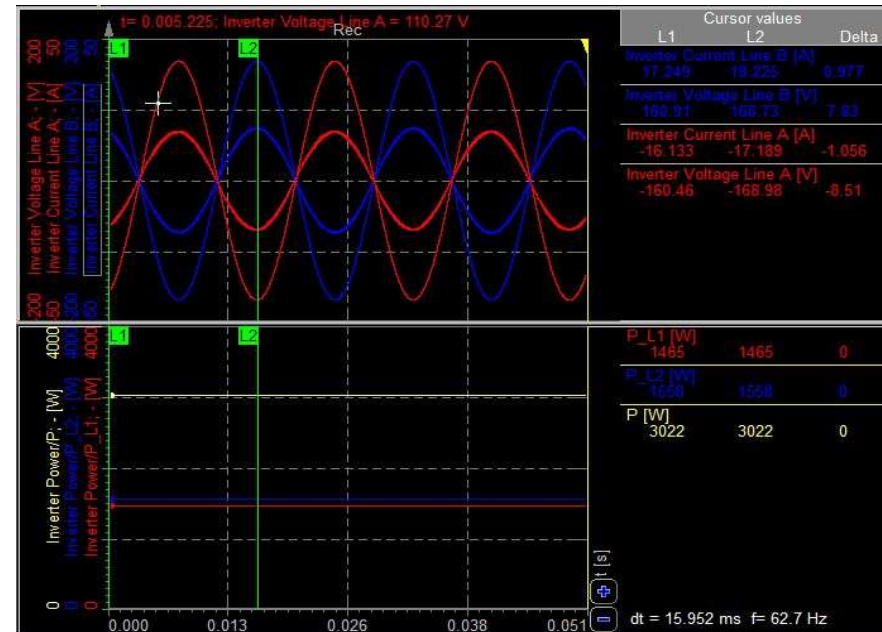 t= 0.005.225; Inverter Voltage Line A = 110.27 V
Rec
L1
L2
200
50
200
50
Inverter Voltage Line A; - [V]
Inverter Current Line A; - [A]
Inverter Voltage Line B; - [V]
Inverter Current Line B; - [A]
-200
-50
-200
-50
Cursor values
L1 L2 Delta
Inverter Current Line B [A]
17.249 18.225 0.977
Inverter Voltage Line B [V]
160.91 168.73 7.83
Inverter Current Line A [A]
-16.133 -17.189 -1.056
Inverter Voltage Line A [V]
-160.46 -168.98 -8.51
L1
L2
4000
4000
4000
Inverter Power/P; - [W]
Inverter Power/P_L2; - [W]
Inverter Power/P_L1; - [W]
0
0
0
P_L1 [W]
1465 1465 0
P_L2 [W]
1558 1558 0
P [W]
3022 3022 0
t [s]
0.000 0.013 0.026 0.038 0.051
dt = 15.952 ms f= 62.7 Hz